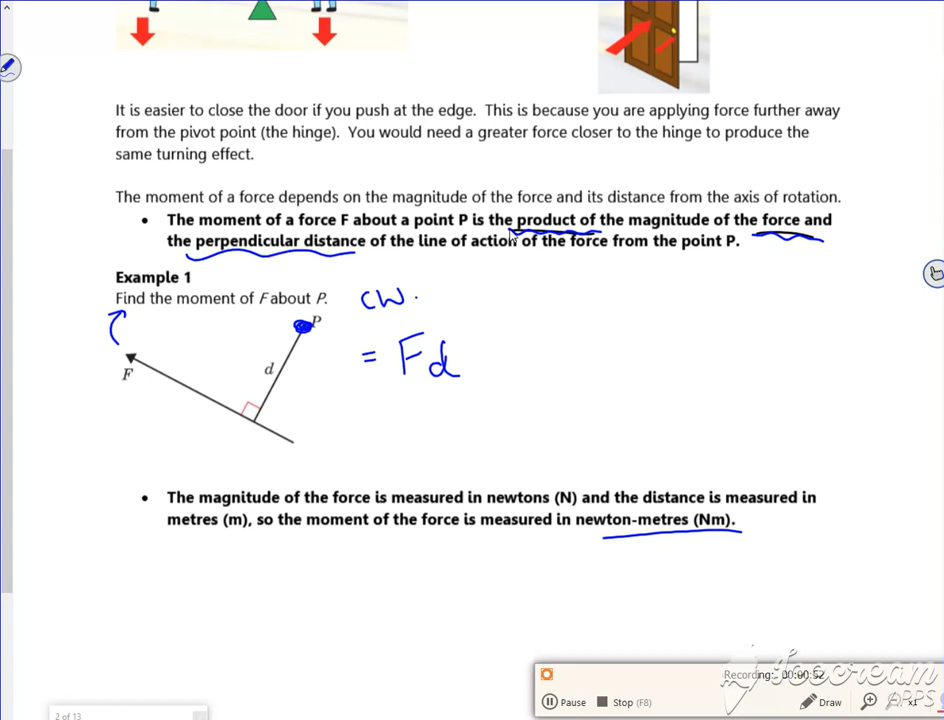 It is easier to close the door if you push at the edge. This is because you are applying force further away
from the pivot point (the hinge). You would need a greater force closer to the hinge to produce the
same turning effect.
The moment of a force depends on the magnitude of the force and its distance from the axis of rotation.
• The moment of a force F about a point P is the product of the magnitude of the force and
the perpendicular distance of the line of action of the force from the point P.
Example 1
Find the moment of F about P. CW.
P
= Fd
d
F
• The magnitude of the force is measured in newtons (N) and the distance is measured in
metres (m), so the moment of the force is measured in newton-metres (Nm).
Recording: 00:00:52
Icecream
APPS
Pause Stop (F8) Draw x1
2 of 13